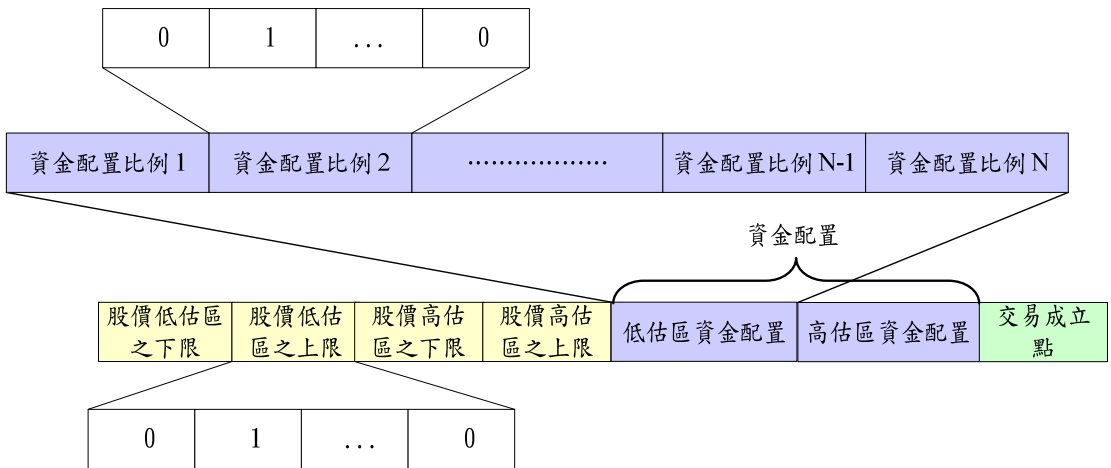 0 1 ... 0
資金配置比例 1 資金配置比例 2 .................. 資金配置比例 N-1 資金配置比例 N
資金配置
股價低估區
之下限
股價低估
區之上限
股價高估
區之下限
股價高估
區之上限
低估區資金配置
高估區資金配置
交易成立
點
0 1 ... 0